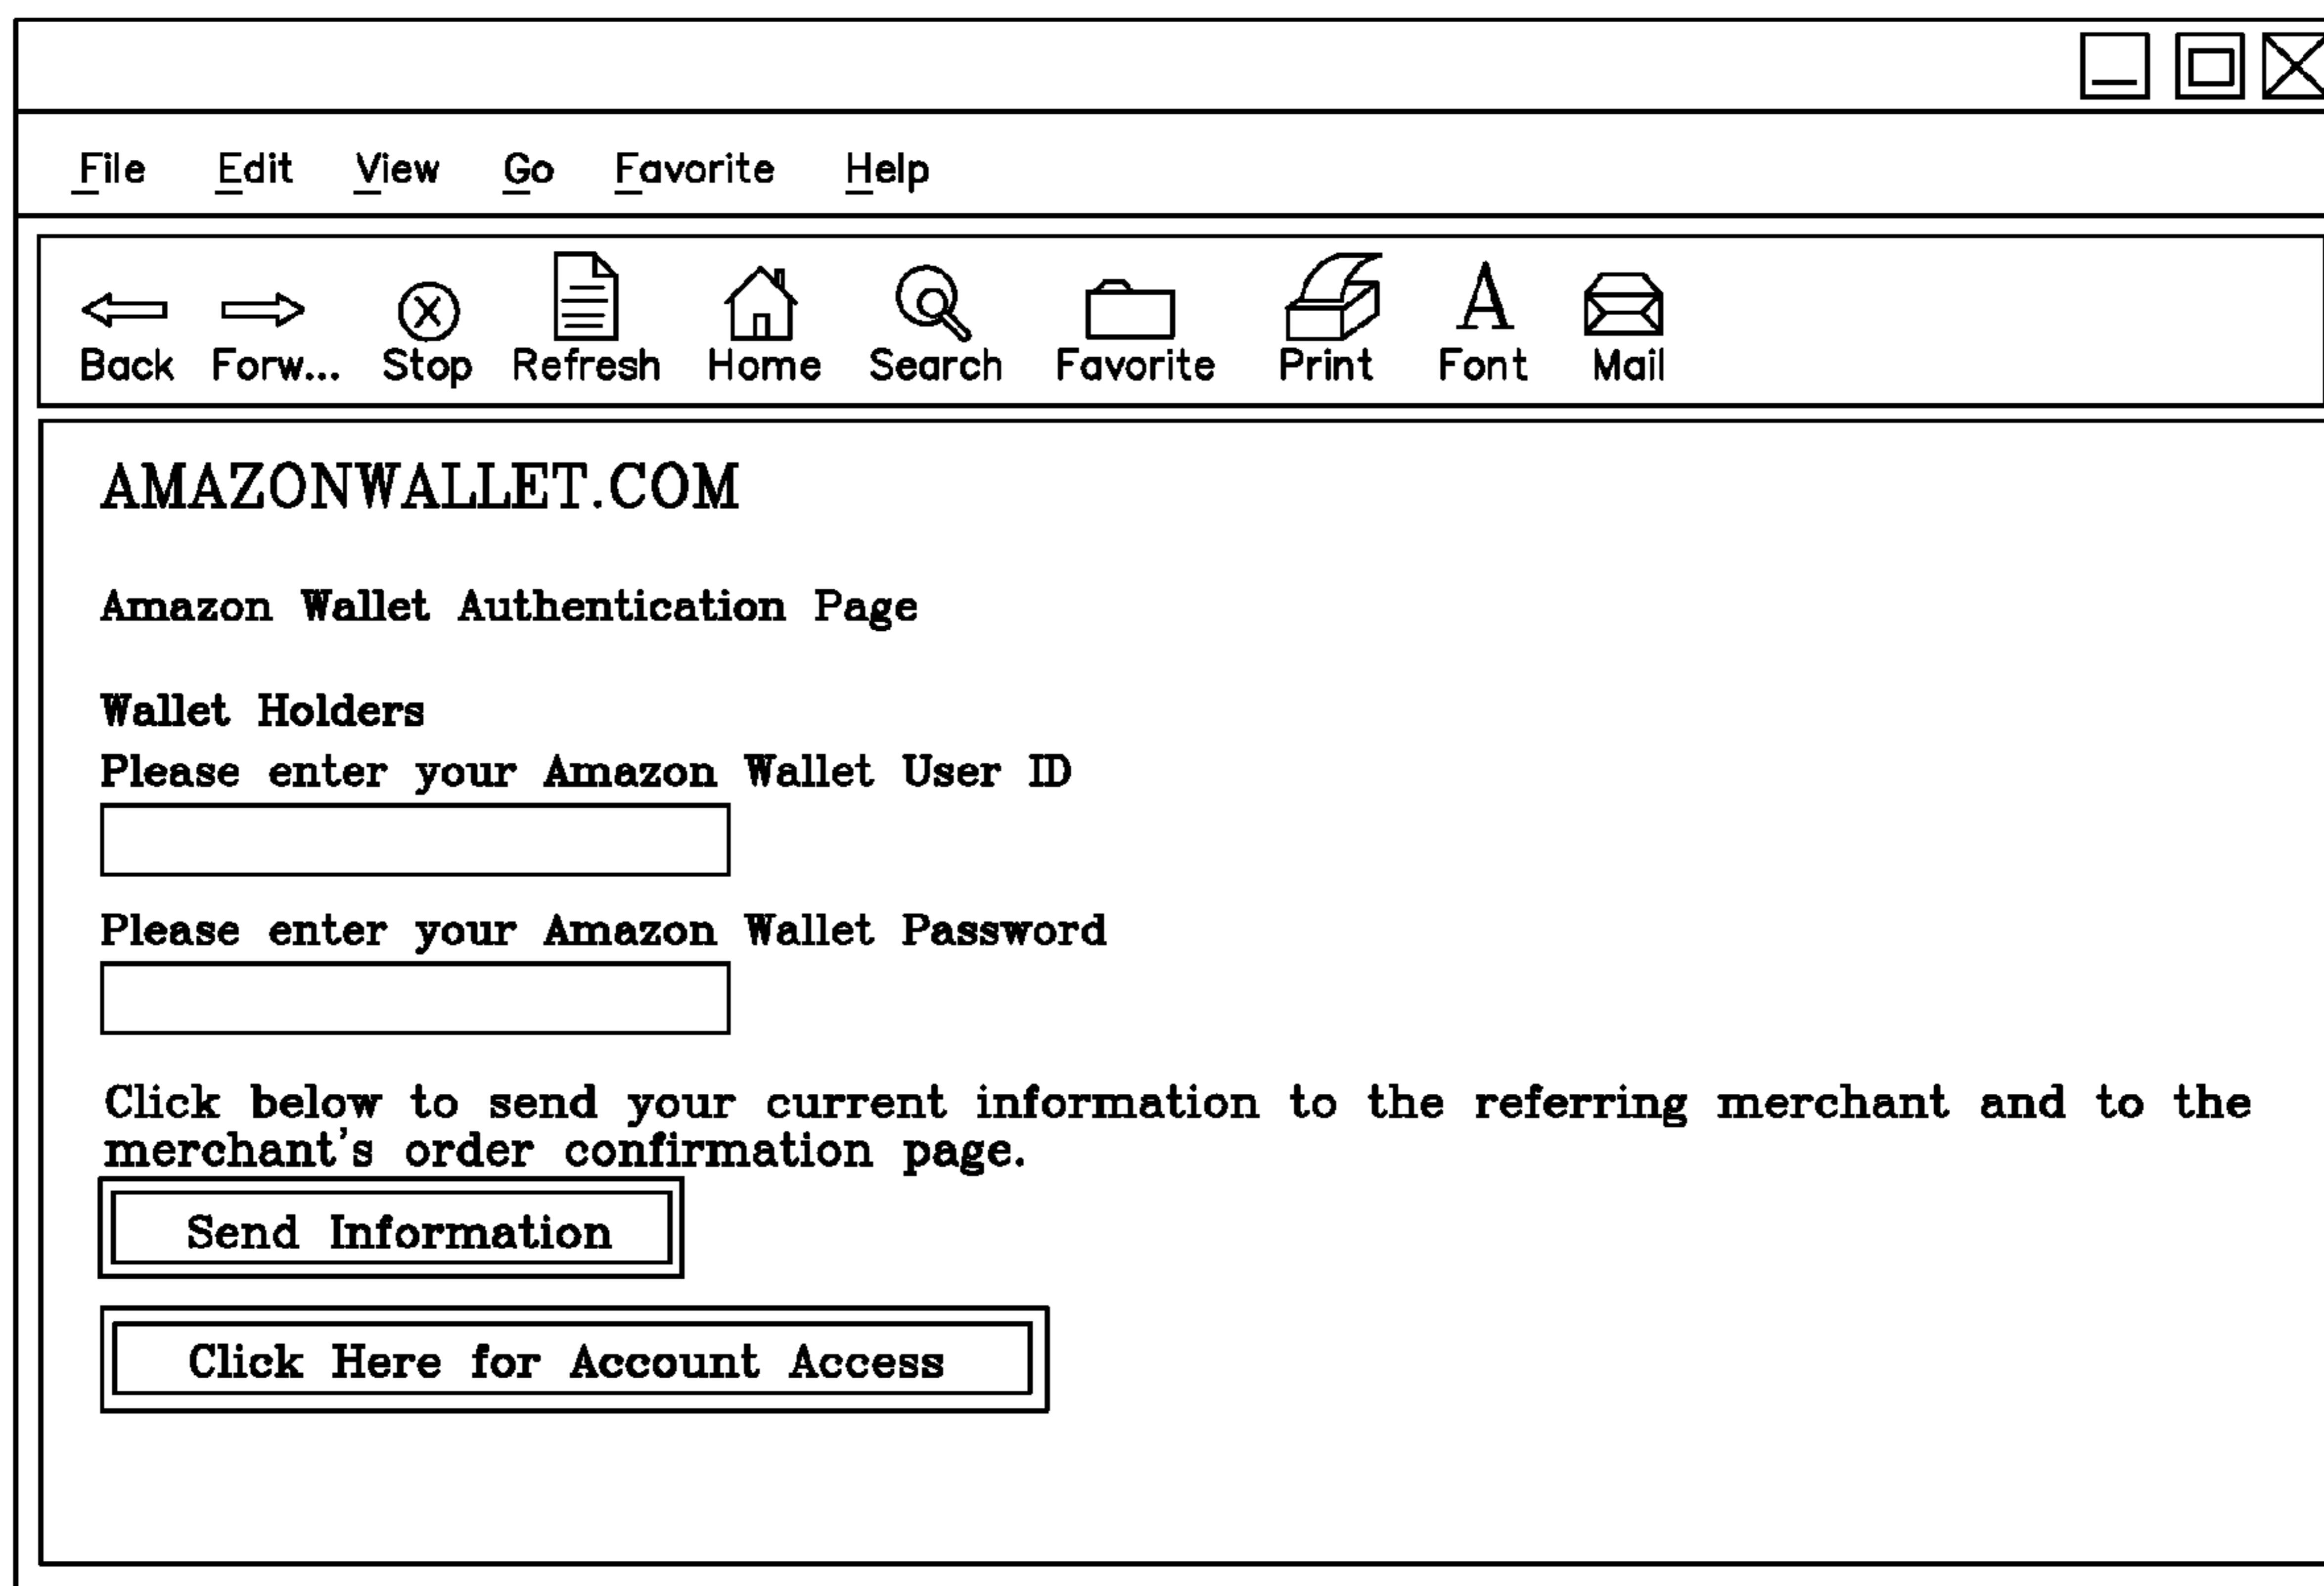 File Edit View Go Favorite Help
Back Forw... Stop Refresh Home Search Favorite Print Font Mail
AMAZONWALLET.COM
Amazon Wallet Authentication Page
Wallet Holders
Please enter your Amazon Wallet User ID
Please enter your Amazon Wallet Password
Click below to send your current information to the referring merchant and to the
merchant's order confirmation page.
Send Information
Click Here for Account Access